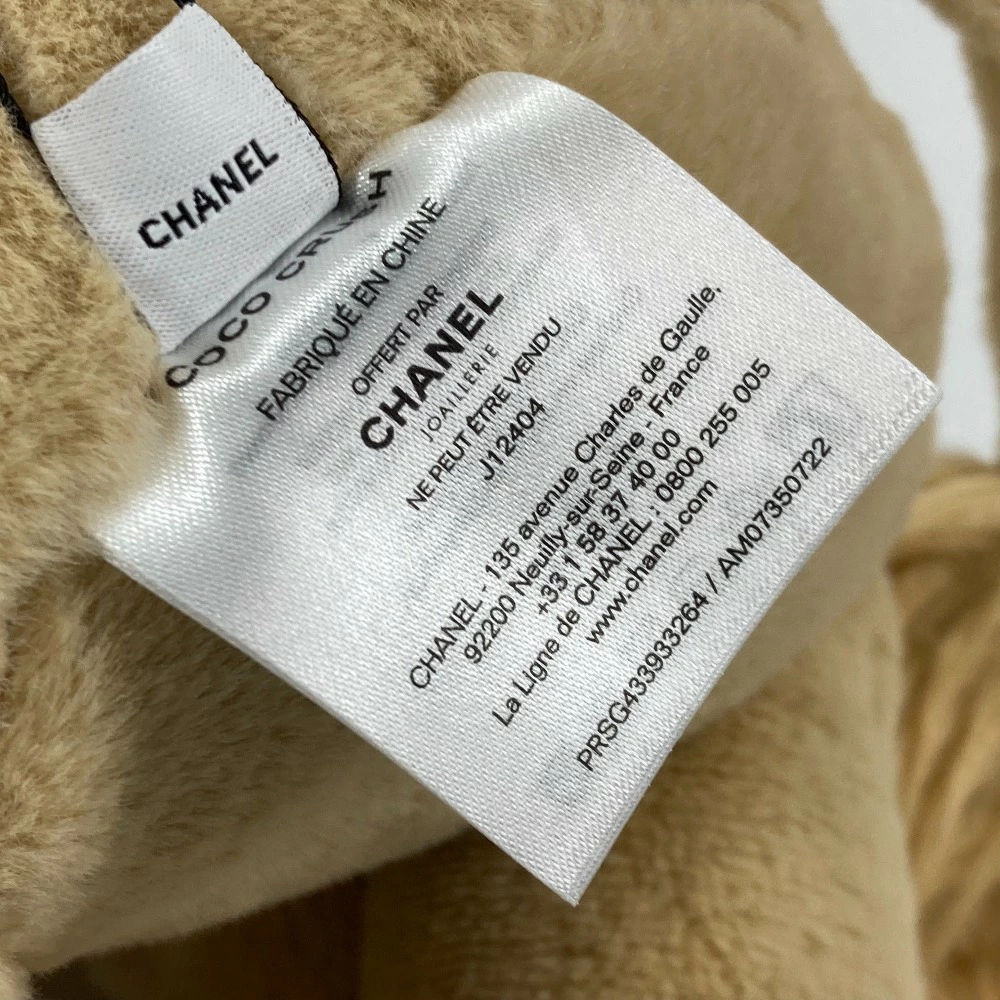 CHANEL
COCO CRUSH
FABRIQUÉ EN CHINE
OFFERT PAR
CHANEL
JOAILLERIE
NE PEUT ÊTRE VENDU
J12404
CHANEL - 135 avenue Charles de Gaulle,
92200 Neuilly-sur-Seine - France
+33 1 58 37 40 00
La Ligne de CHANEL : 0800 255 005
www.chanel.com
PRSG433933264 / AM07350722